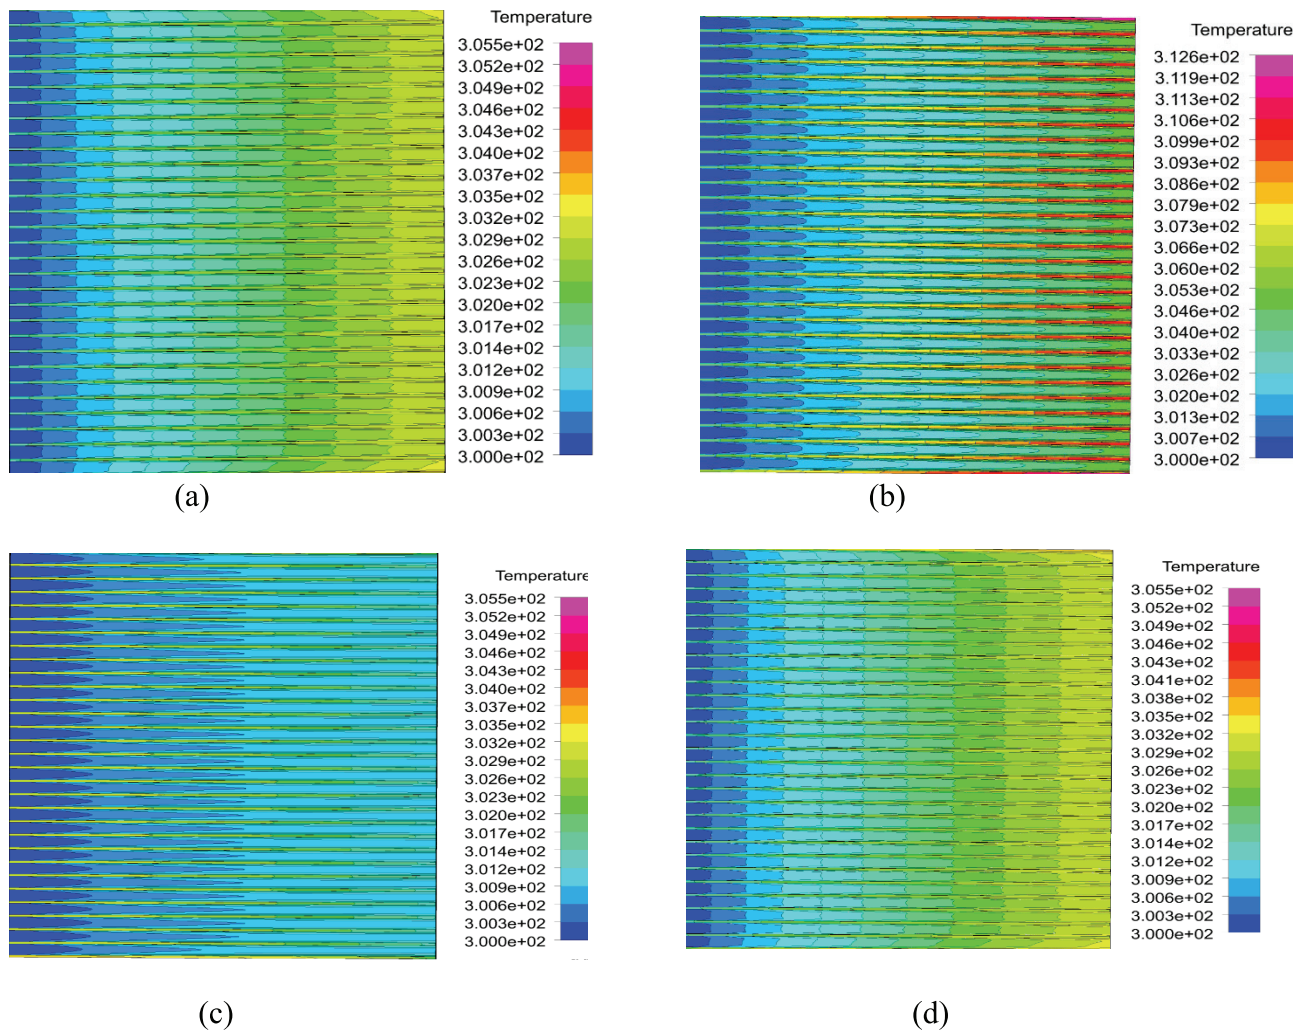 Temperature
3.055e+02
3.052e+02
3.049e+02
3.046e+02
3.043e+02
3.040e+02
3.037e+02
3.035e+02
3.032e+02
3.029e+02
3.026e+02
3.023e+02
3.020e+02
3.017e+02
3.014e+02
3.012e+02
3.009e+02
3.006e+02
3.003e+02
3.000e+02
(a)
Temperature
3.126e+02
3.119e+02
3.113e+02
3.106e+02
3.099e+02
3.093e+02
3.086e+02
3.079e+02
3.073e+02
3.066e+02
3.060e+02
3.053e+02
3.046e+02
3.040e+02
3.033e+02
3.026e+02
3.020e+02
3.013e+02
3.007e+02
3.000e+02
(b)
Temperature
3.055e+02
3.052e+02
3.049e+02
3.046e+02
3.043e+02
3.040e+02
3.037e+02
3.035e+02
3.032e+02
3.029e+02
3.026e+02
3.023e+02
3.020e+02
3.017e+02
3.014e+02
3.012e+02
3.009e+02
3.006e+02
3.003e+02
3.000e+02
(c)
Temperature
3.055e+02
3.052e+02
3.049e+02
3.046e+02
3.043e+02
3.041e+02
3.038e+02
3.035e+02
3.032e+02
3.029e+02
3.026e+02
3.023e+02
3.020e+02
3.017e+02
3.014e+02
3.012e+02
3.009e+02
3.006e+02
3.003e+02
3.000e+02
(d)